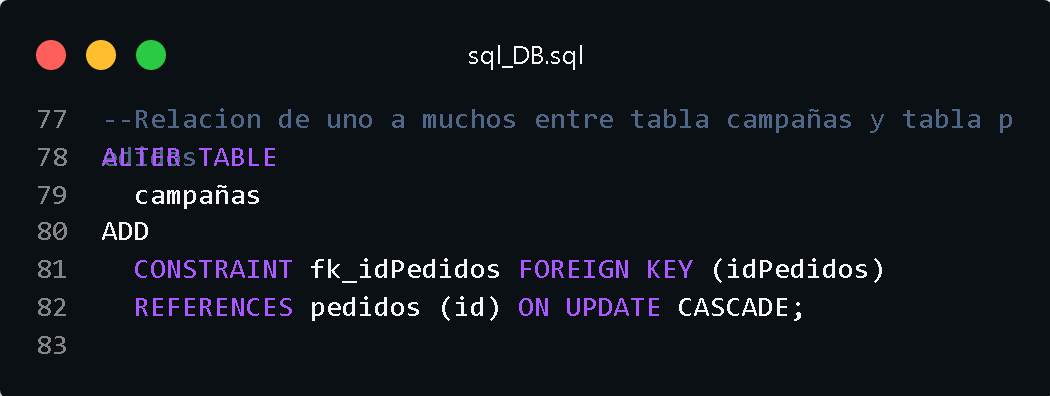 sql_DB.sql
77 --Relacion de uno a muchos entre tabla campañas y tabla p
edidos
78 ALTER TABLE
79 campañas
80 ADD
81 CONSTRAINT fk_idPedidos FOREIGN KEY (idPedidos)
82 REFERENCES pedidos (id) ON UPDATE CASCADE;
83